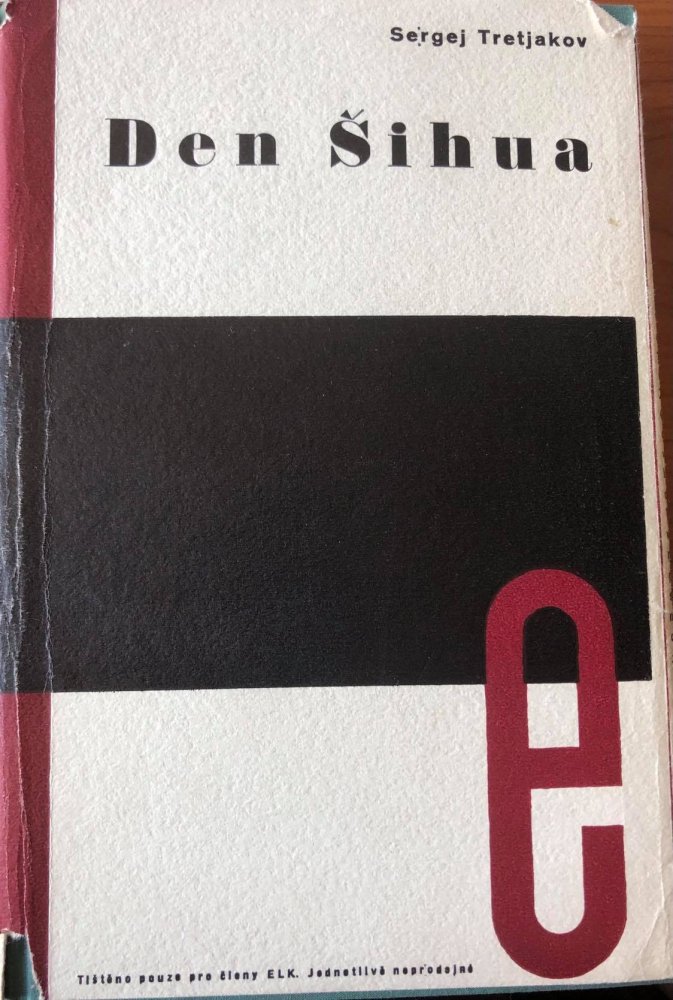 Sergej Tretjakov
Den Šihua
e
Tištěno pouze pro členy ELK. Jednotlivě neprodejné